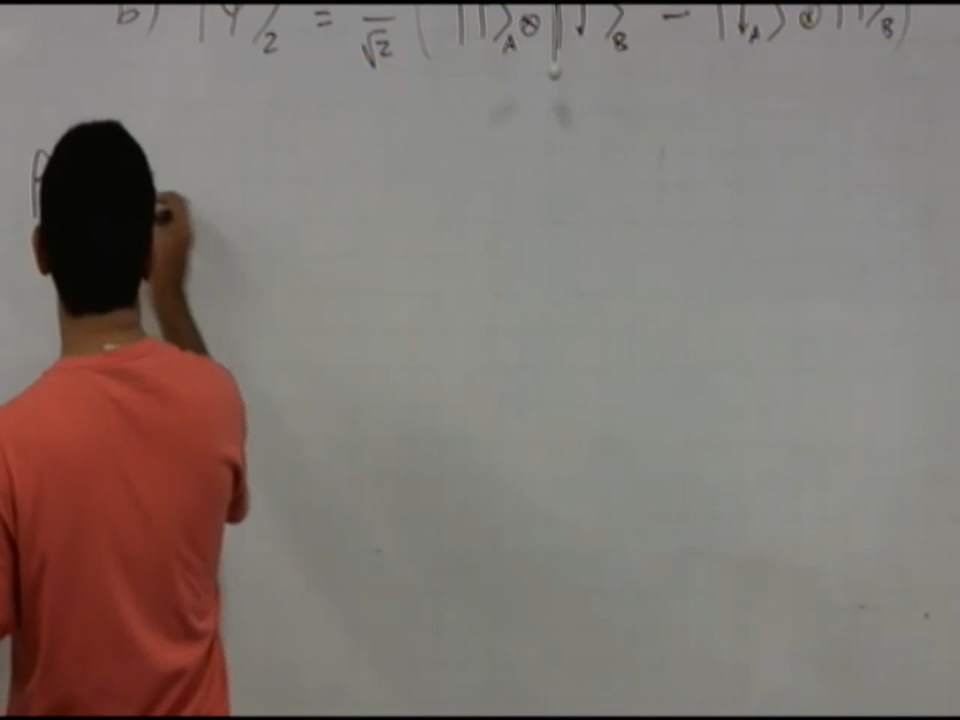 b) |Ψ⟩₂ = 1/√2 ( |↑⟩_A ⊗ |↓⟩_B − |↓_A⟩ ⊗ |↑⟩_B )